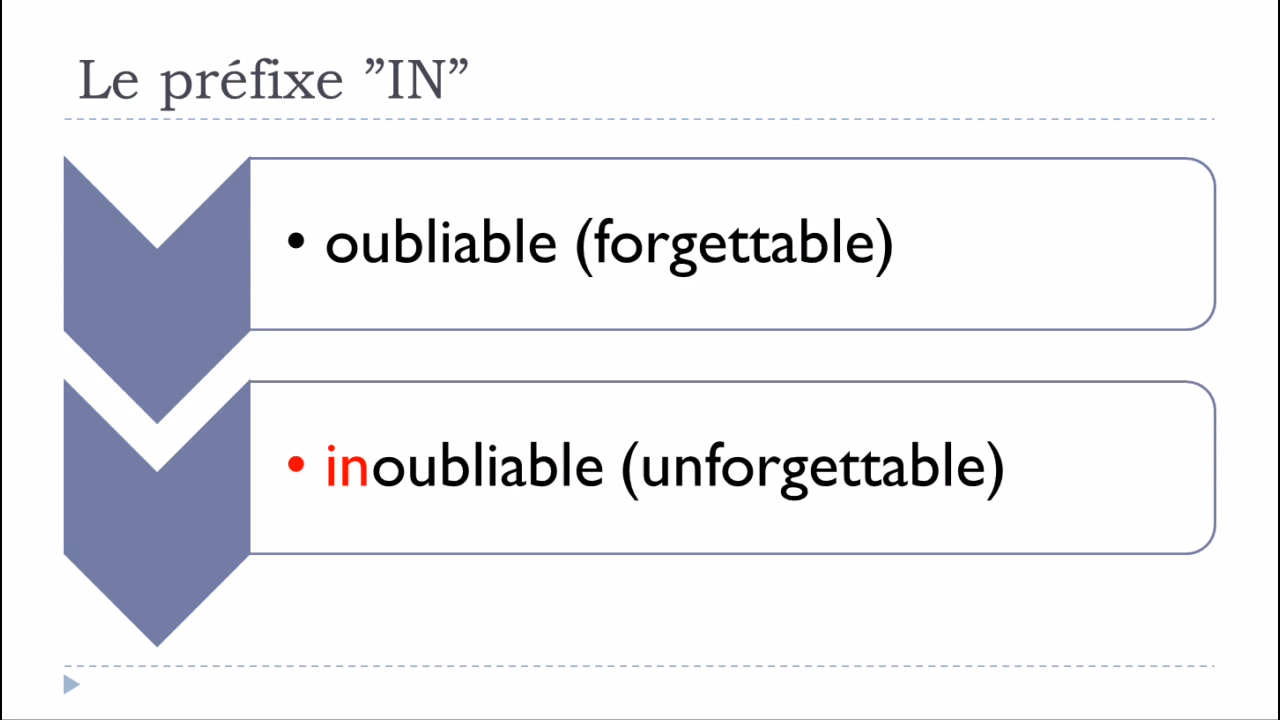 Le préfixe ”IN”
• oubliable (forgettable)
• inoubliable (unforgettable)